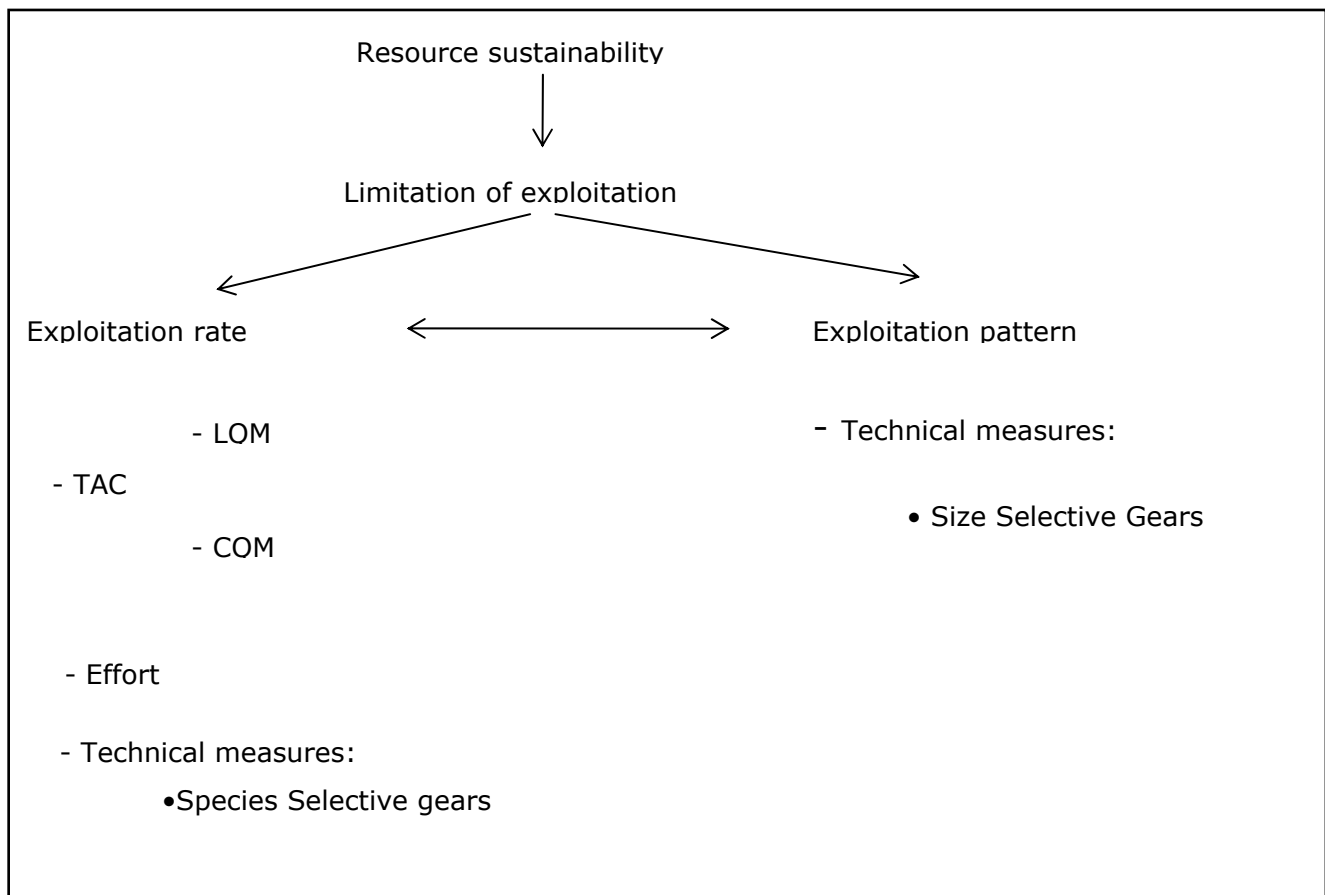 Resource sustainability
Limitation of exploitation
Exploitation rate
Exploitation pattern
- LQM
- TAC
- CQM
- Effort
- Technical measures:
•Species Selective gears
- Technical measures:
• Size Selective Gears